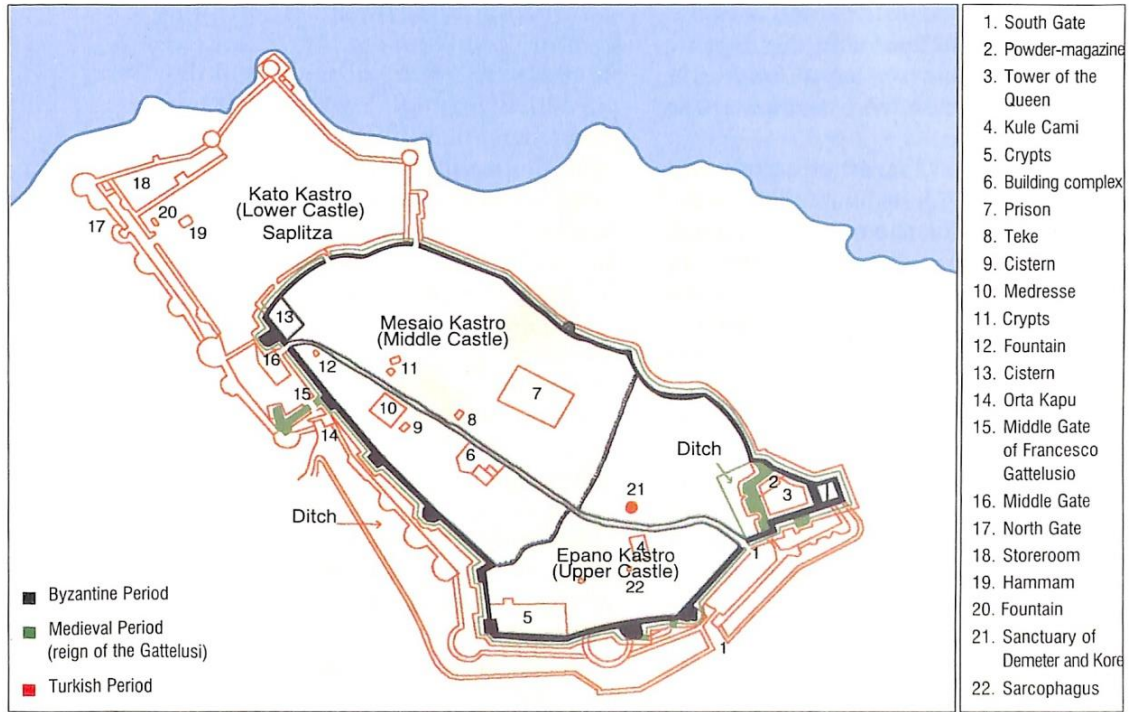 18
20
17
19
Kato Kastro
(Lower Castle)
Saplitza
13
16
12
15
14
Mesaio Kastro
(Middle Castle)
11
10
9
8
7
6
Ditch
Ditch
21
2
3
1
4
Epano Kastro
(Upper Castle)
22
5
1
Byzantine Period
Medieval Period
(reign of the Gattelusi)
Turkish Period
1. South Gate
2. Powder-magazine
3. Tower of the
Queen
4. Kule Cami
5. Crypts
6. Building complex
7. Prison
8. Teke
9. Cistern
10. Medresse
11. Crypts
12. Fountain
13. Cistern
14. Orta Kapu
15. Middle Gate
of Francesco
Gattelusio
16. Middle Gate
17. North Gate
18. Storeroom
19. Hammam
20. Fountain
21. Sanctuary of
Demeter and Kore
22. Sarcophagus